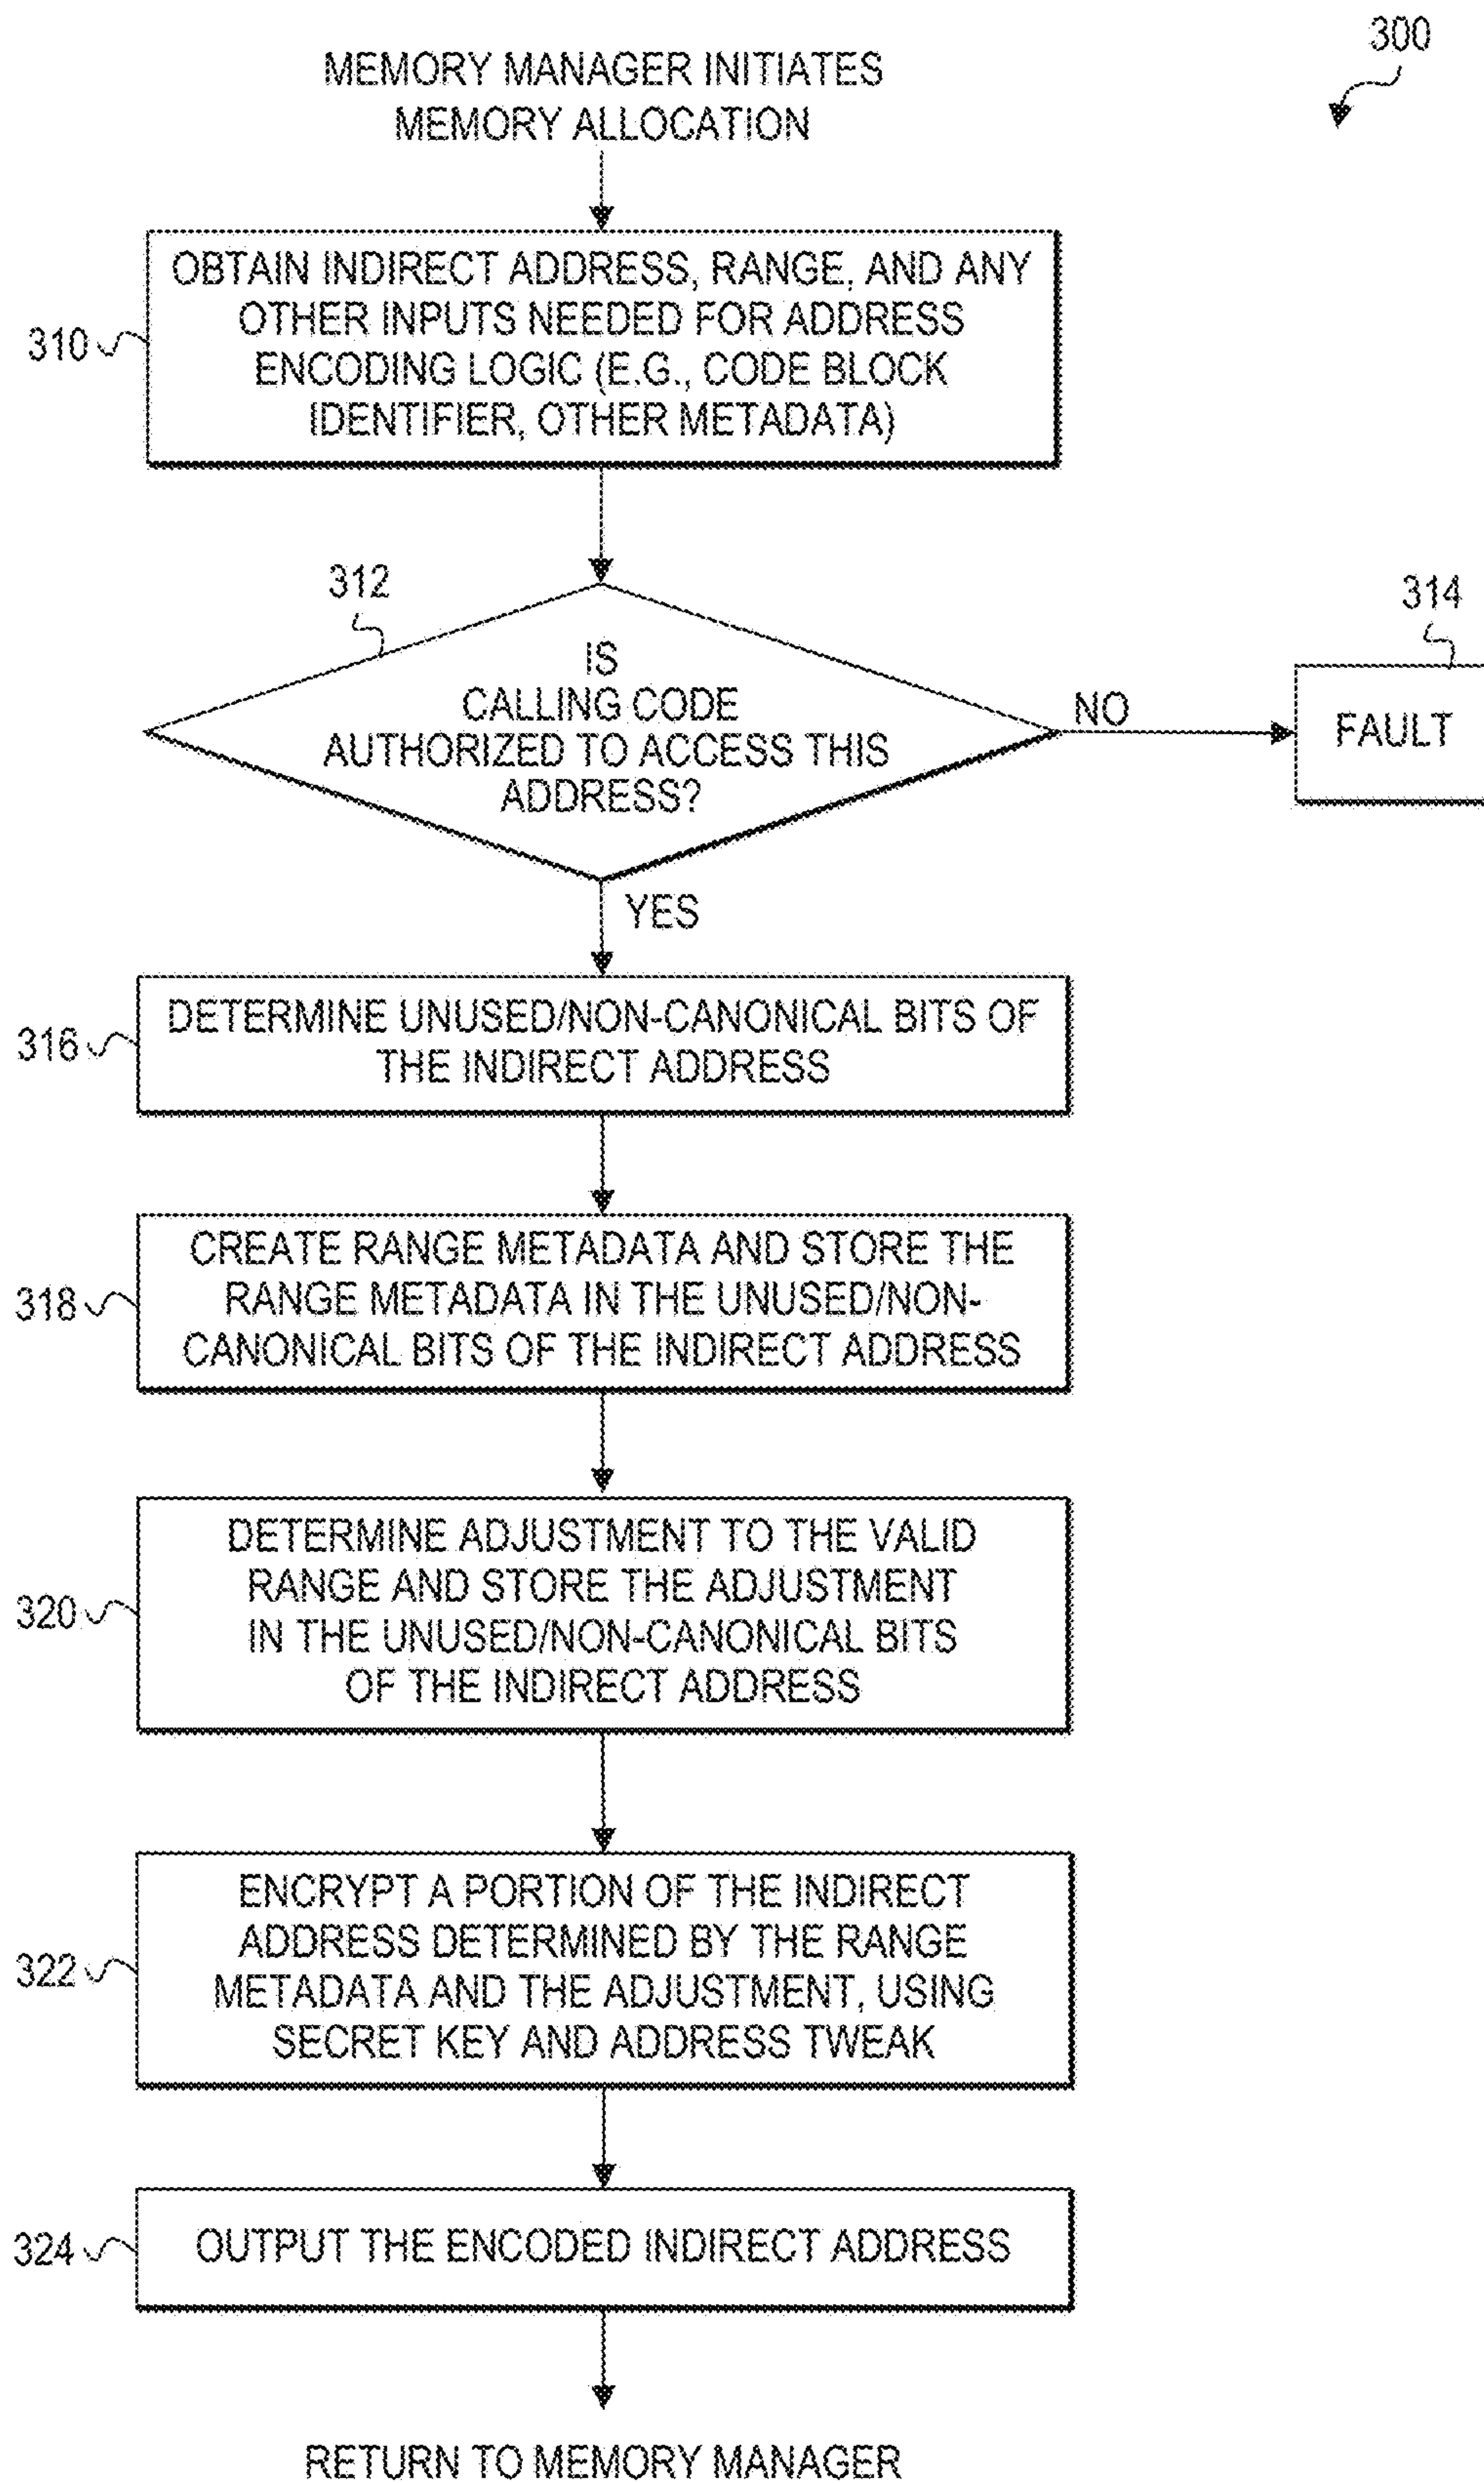 300
MEMORY MANAGER INITIATES
MEMORY ALLOCATION
310
OBTAIN INDIRECT ADDRESS, RANGE, AND ANY
OTHER INPUTS NEEDED FOR ADDRESS
ENCODING LOGIC (E.G., CODE BLOCK
IDENTIFIER, OTHER METADATA)
312
IS
CALLING CODE
AUTHORIZED TO ACCESS THIS
ADDRESS?
NO
314
FAULT
YES
316
DETERMINE UNUSED/NON-CANONICAL BITS OF
THE INDIRECT ADDRESS
318
CREATE RANGE METADATA AND STORE THE
RANGE METADATA IN THE UNUSED/NON-
CANONICAL BITS OF THE INDIRECT ADDRESS
320
DETERMINE ADJUSTMENT TO THE VALID
RANGE AND STORE THE ADJUSTMENT
IN THE UNUSED/NON-CANONICAL BITS
OF THE INDIRECT ADDRESS
322
ENCRYPT A PORTION OF THE INDIRECT
ADDRESS DETERMINED BY THE RANGE
METADATA AND THE ADJUSTMENT, USING
SECRET KEY AND ADDRESS TWEAK
324
OUTPUT THE ENCODED INDIRECT ADDRESS
RETURN TO MEMORY MANAGER